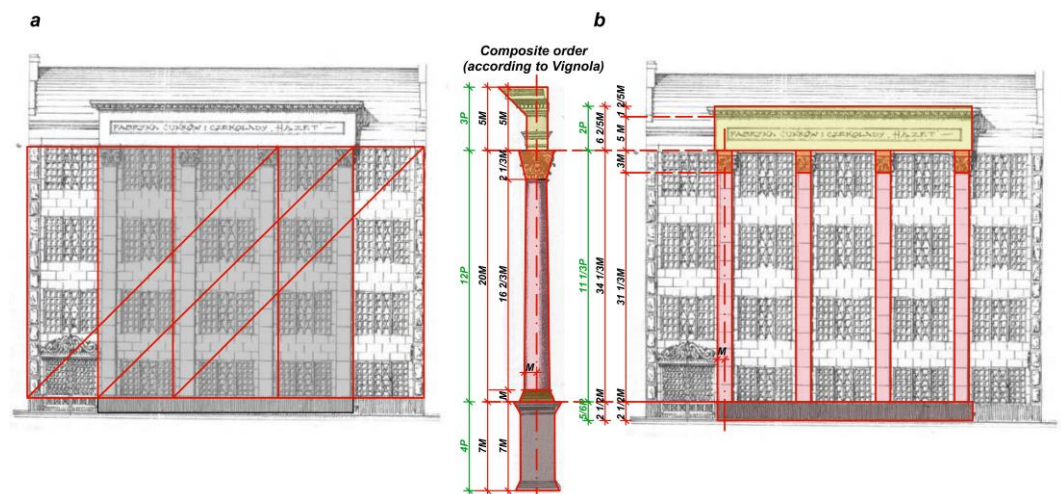 a
FABRYKA CUKRÓW I CZEKOLADY, HAZET —
Composite order
(according to Vignola)
3P
5M
5M
2 1/3M
12P
20M
16 2/3M
M
M
4P
7M
7M
b
FABRYKA CUKRÓW I CZEKOLADY, HAZET —
2P
6 2/5M
5 M
1 2/5M
3M
11 1/3P
34 1/3M
31 1/3M
M
2 1/2M
2 1/2M